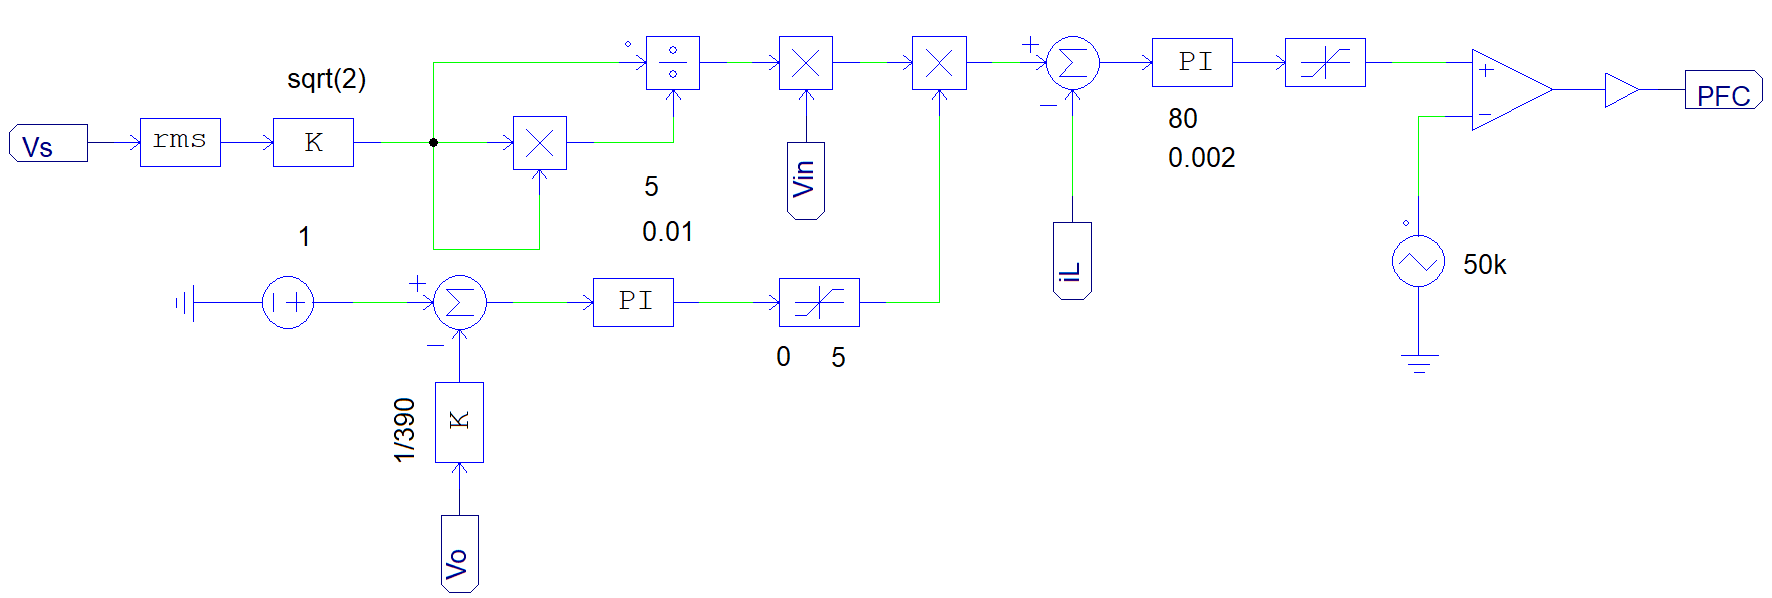 sqrt(2)
Vs
rms
K
÷
×
×
+
Σ
−
PI
80
0.002
+
−
PFC
×
Vin
5
0.01
iL
50k
1
+
Σ
−
PI
0 5
1/390
K
Vo